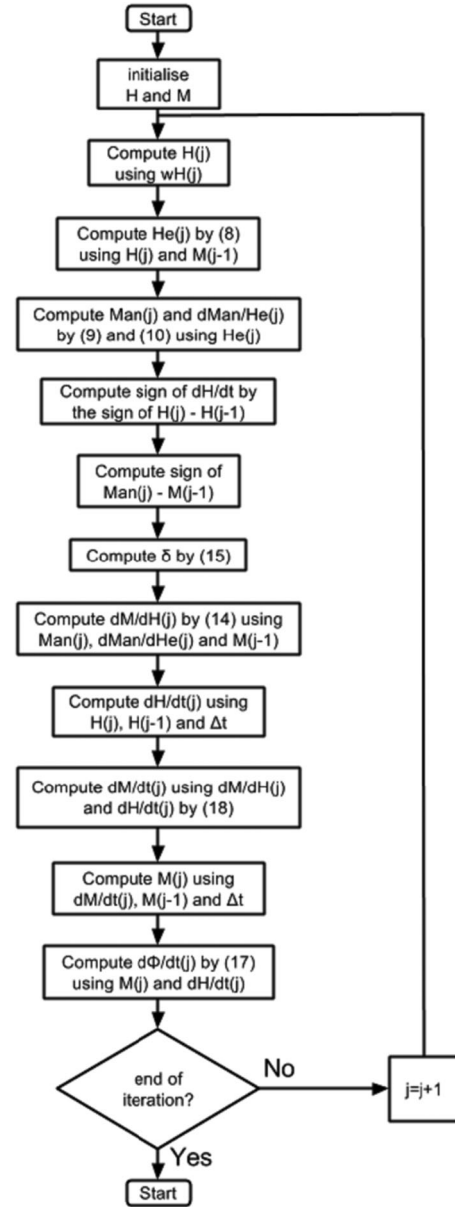 Start
initialise
H and M
Compute H(j)
using wH(j)
Compute He(j) by (8)
using H(j) and M(j-1)
Compute Man(j) and dMan/He(j)
by (9) and (10) using He(j)
Compute sign of dH/dt by
the sign of H(j) - H(j-1)
Compute sign of
Man(j) - M(j-1)
Compute δ by (15)
Compute dM/dH(j) by (14) using
Man(j), dMan/dHe(j) and M(j-1)
Compute dH/dt(j) using
H(j), H(j-1) and Δt
Compute dM/dt(j) using dM/dH(j)
and dH/dt(j) by (18)
Compute M(j) using
dM/dt(j), M(j-1) and Δt
Compute dΦ/dt(j) by (17)
using M(j) and dH/dt(j)
end of
iteration?
No
j=j+1
Yes
Start